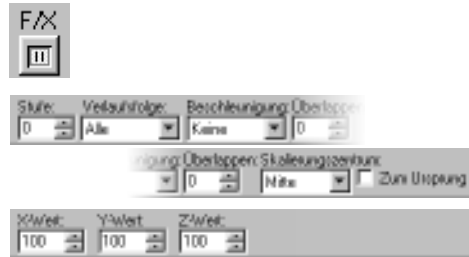 F/X
Stufe: Verlaufsfolge: Beschleunigung: Überlappen
0 Alle Keine 0
nigung: Überlappen: Skalierungszentrum:
0 Mitte Zum Ursprung
X-Wert: Y-Wert: Z-Wert:
100 100 100